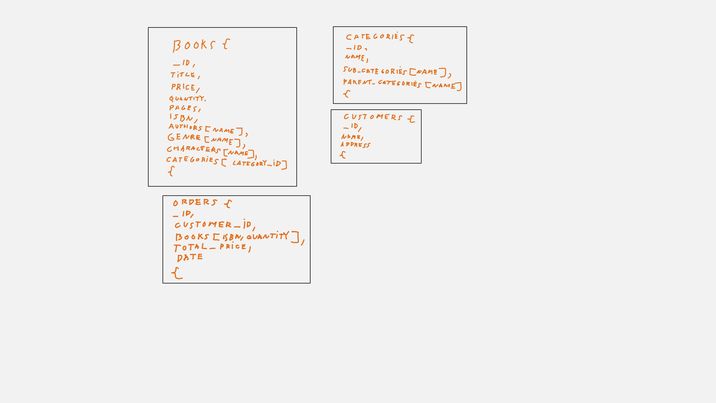 BOOKS {
_ID,
TITLE,
PRICE,
QUANTITY.
PAGES,
ISBN,
AUTHORS[NAME],
GENRE[NAME],
CHARACTERS[NAME],
CATEGORIES[ CATEGORY_ID]
{
CATEGORIES {
_ID,
NAME,
SUB_CATEGORIES[NAME],
PARENT_CATEGORIES[NAME]
{
CUSTOMERS {
_ID,
NAME,
ADDRESS
{
ORDERS {
_ID,
CUSTOMER_ID,
BOOKS[ISBN, QUANTITY],
TOTAL_PRICE,
DATE
{